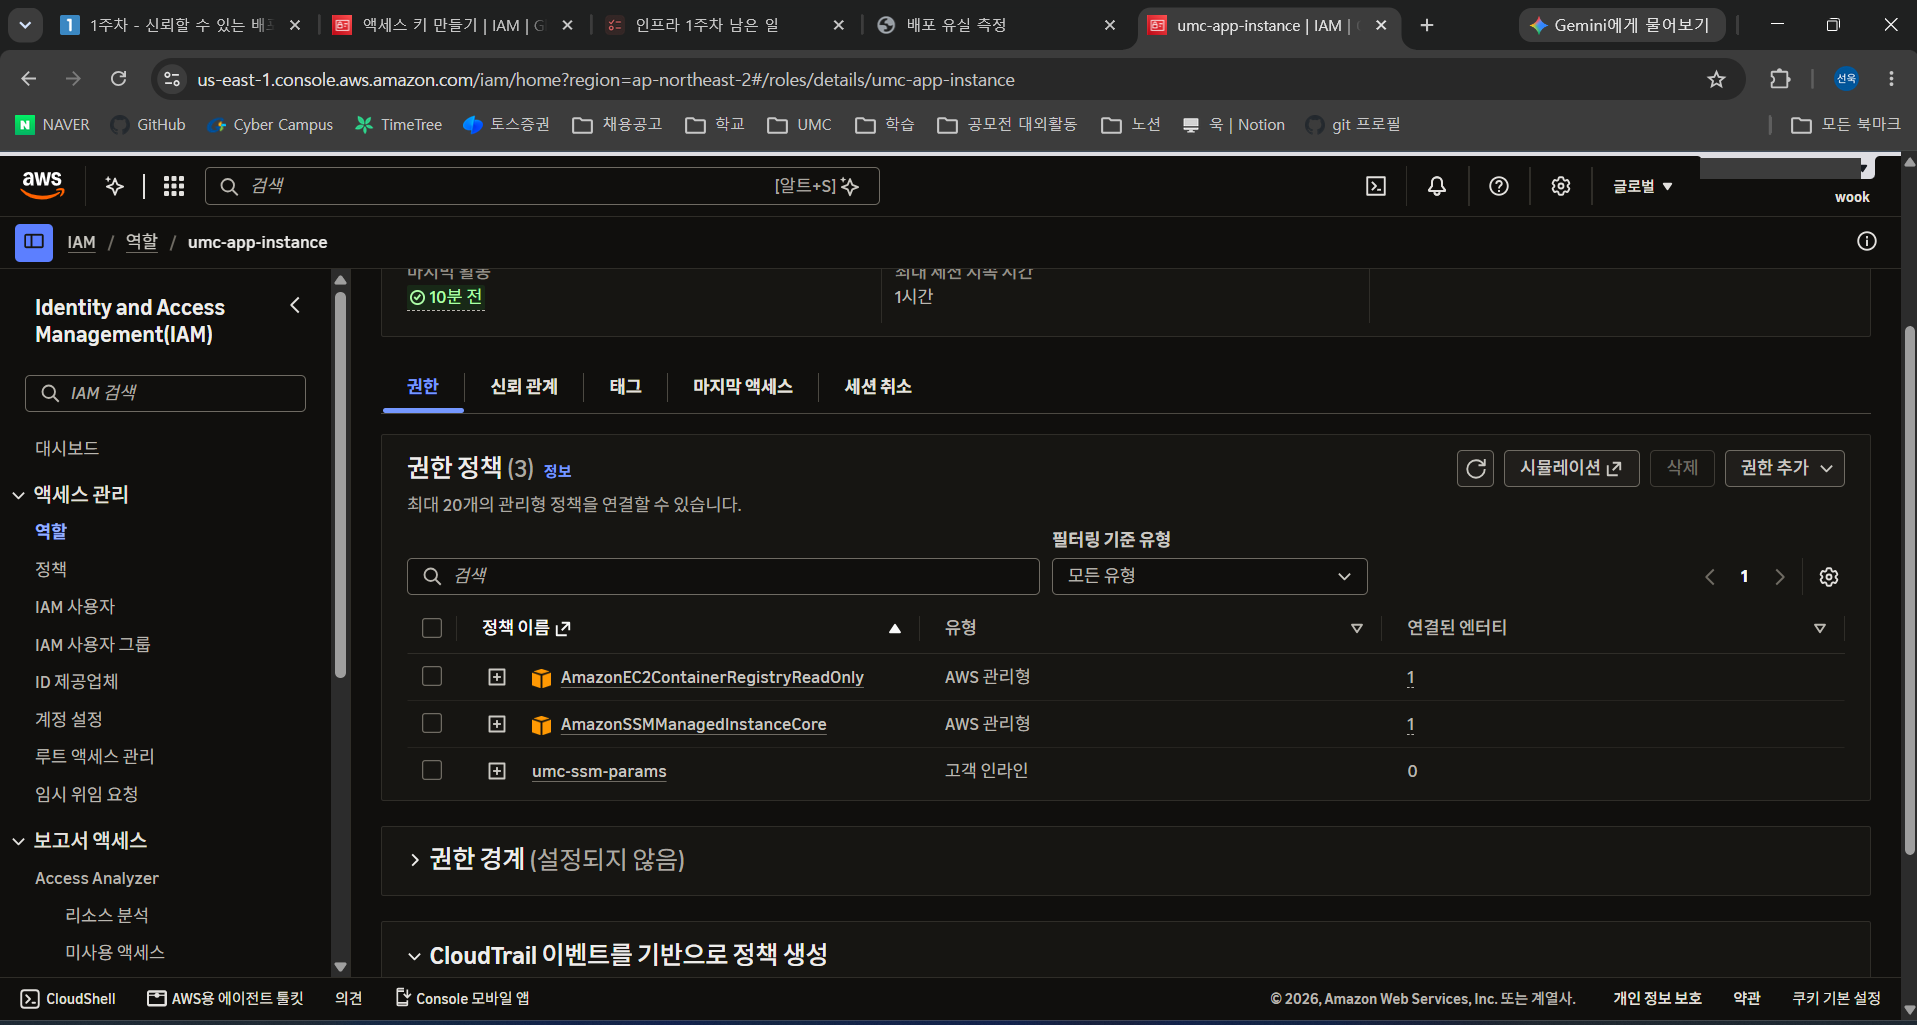 1주차 - 신뢰할 수 있는 배포
액세스 키 만들기 | IAM | Gl
인프라 1주차 남은 일
배포 유실 측정
umc-app-instance | IAM |
Gemini에게 물어보기
us-east-1.console.aws.amazon.com/iam/home?region=ap-northeast-2#/roles/details/umc-app-instance
선욱
NAVER
GitHub
Cyber Campus
TimeTree
토스증권
채용공고
학교
UMC
학습
공모전 대외활동
노션
욱 | Notion
git 프로필
모든 북마크
aws
검색
[알트+S]
글로벌
wook
IAM / 역할 / umc-app-instance
Identity and Access
Management(IAM)
IAM 검색
대시보드
액세스 관리
역할
정책
IAM 사용자
IAM 사용자 그룹
ID 제공업체
계정 설정
루트 액세스 관리
임시 위임 요청
보고서 액세스
Access Analyzer
리소스 분석
미사용 액세스
마지막 활동
최대 세션 지속 시간
10분 전
1시간
권한
신뢰 관계
태그
마지막 액세스
세션 취소
권한 정책 (3) 정보
시뮬레이션
삭제
권한 추가
최대 20개의 관리형 정책을 연결할 수 있습니다.
필터링 기준 유형
검색
모든 유형
1
정책 이름
유형
연결된 엔터티
AmazonEC2ContainerRegistryReadOnly
AWS 관리형
1
AmazonSSMManagedInstanceCore
AWS 관리형
1
umc-ssm-params
고객 인라인
0
권한 경계 (설정되지 않음)
CloudTrail 이벤트를 기반으로 정책 생성
CloudShell
AWS용 에이전트 툴킷
의견
Console 모바일 앱
© 2026, Amazon Web Services, Inc. 또는 계열사.
개인 정보 보호
약관
쿠키 기본 설정